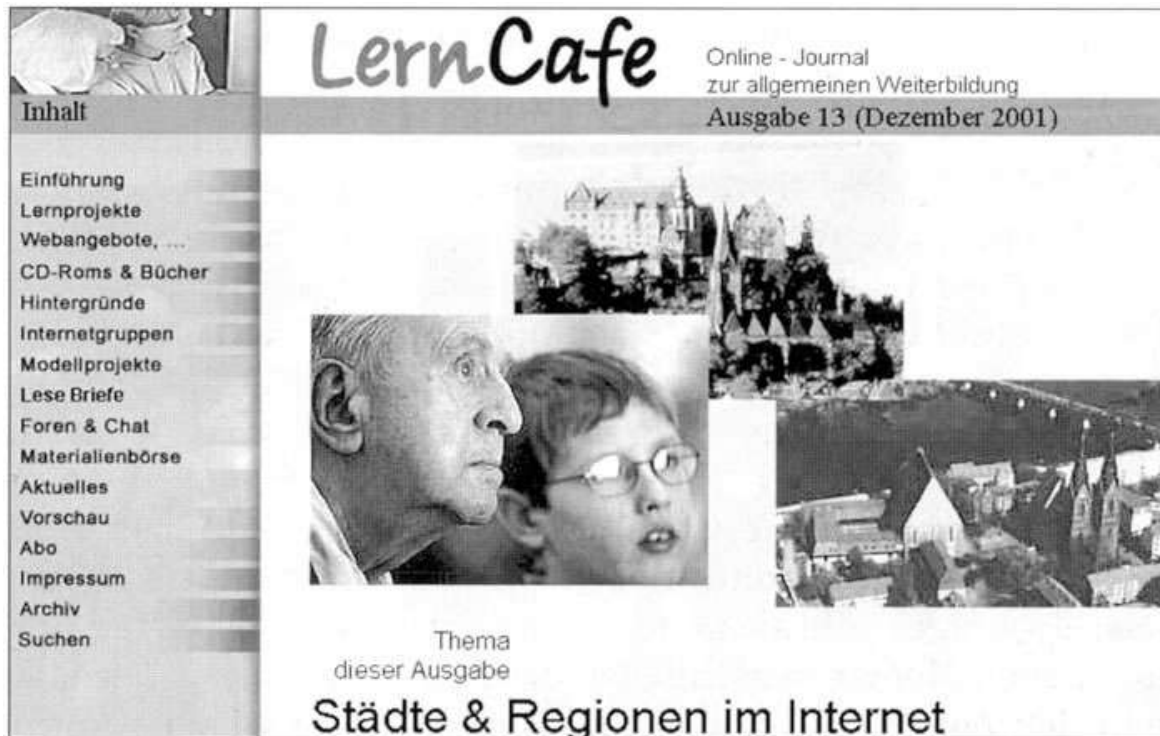 Inhalt
Einführung
Lernprojekte
Webangebote, ...
CD-Roms & Bücher
Hintergründe
Internetgruppen
Modellprojekte
Lese Briefe
Foren & Chat
Materialienbörse
Aktuelles
Vorschau
Abo
Impressum
Archiv
Suchen
LernCafe
Online - Journal
zur allgemeinen Weiterbildung
Ausgabe 13 (Dezember 2001)
Thema
dieser Ausgabe
Städte & Regionen im Internet